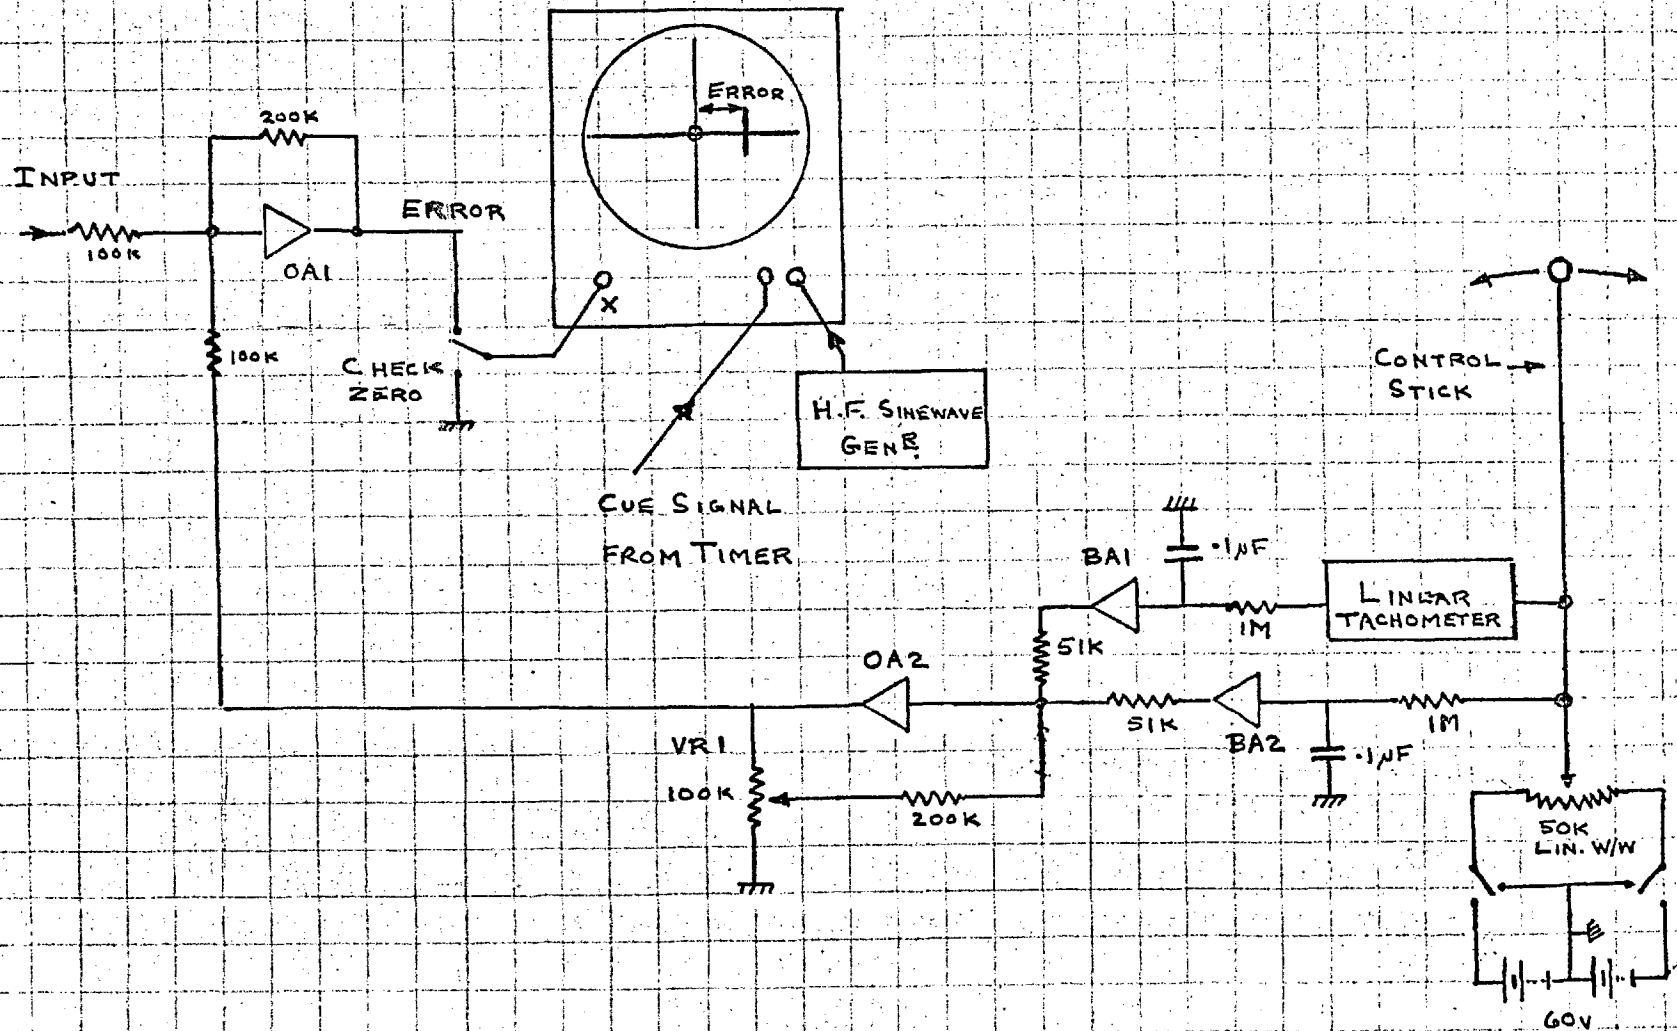 ERROR
200K
INPUT
ERROR
100K
OA1
X
100K
CHECK
ZERO
CONTROL
STICK
H.F. SINEWAVE
GENR.
CUE SIGNAL
FROM TIMER
BA1
.1µF
LINEAR
TACHOMETER
1M
51K
OA2
51K
BA2
1M
.1µF
VR1
100K
200K
50K
LIN. W/W
60V